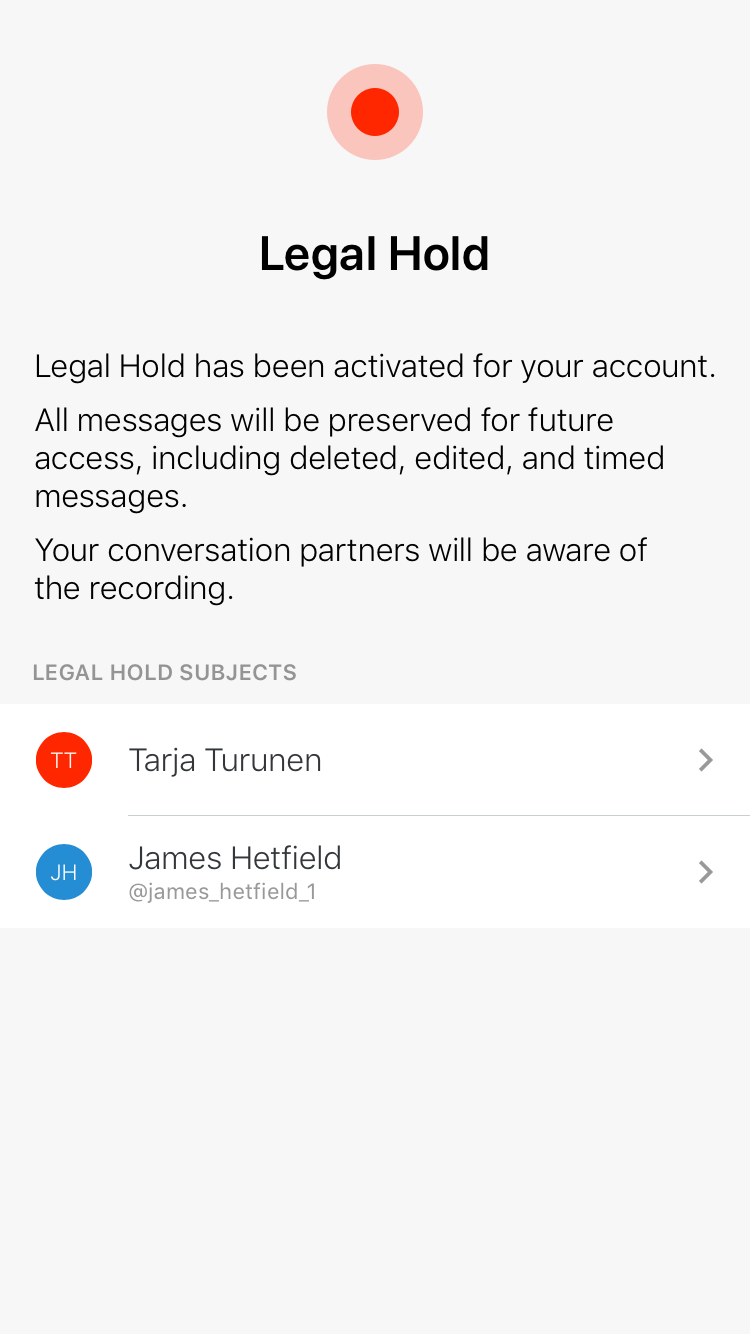 Legal Hold
Legal Hold has been activated for your account.
All messages will be preserved for future
access, including deleted, edited, and timed
messages.
Your conversation partners will be aware of
the recording.
LEGAL HOLD SUBJECTS
TT
Tarja Turunen
JH
James Hetfield
@james_hetfield_1